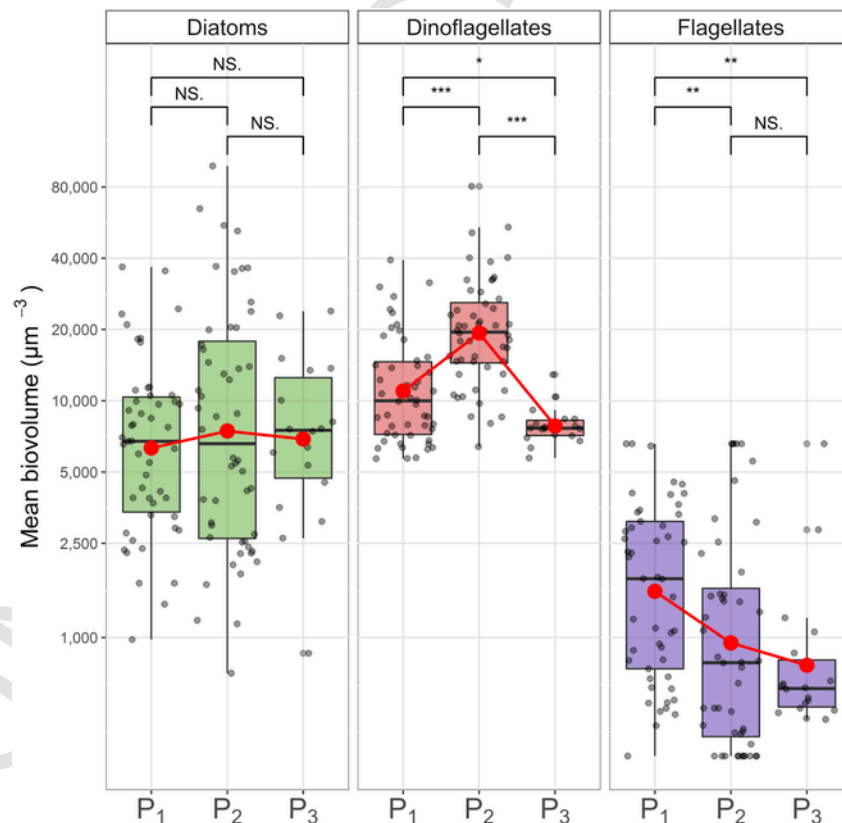 Diatoms Dinoflagellates Flagellates
NS. * **
NS. *** **
NS. *** NS.
80,000
40,000
20,000
10,000
5,000
2,500
1,000
Mean biovolume (µm ⁻³)
P₁ P₂ P₃ P₁ P₂ P₃ P₁ P₂ P₃